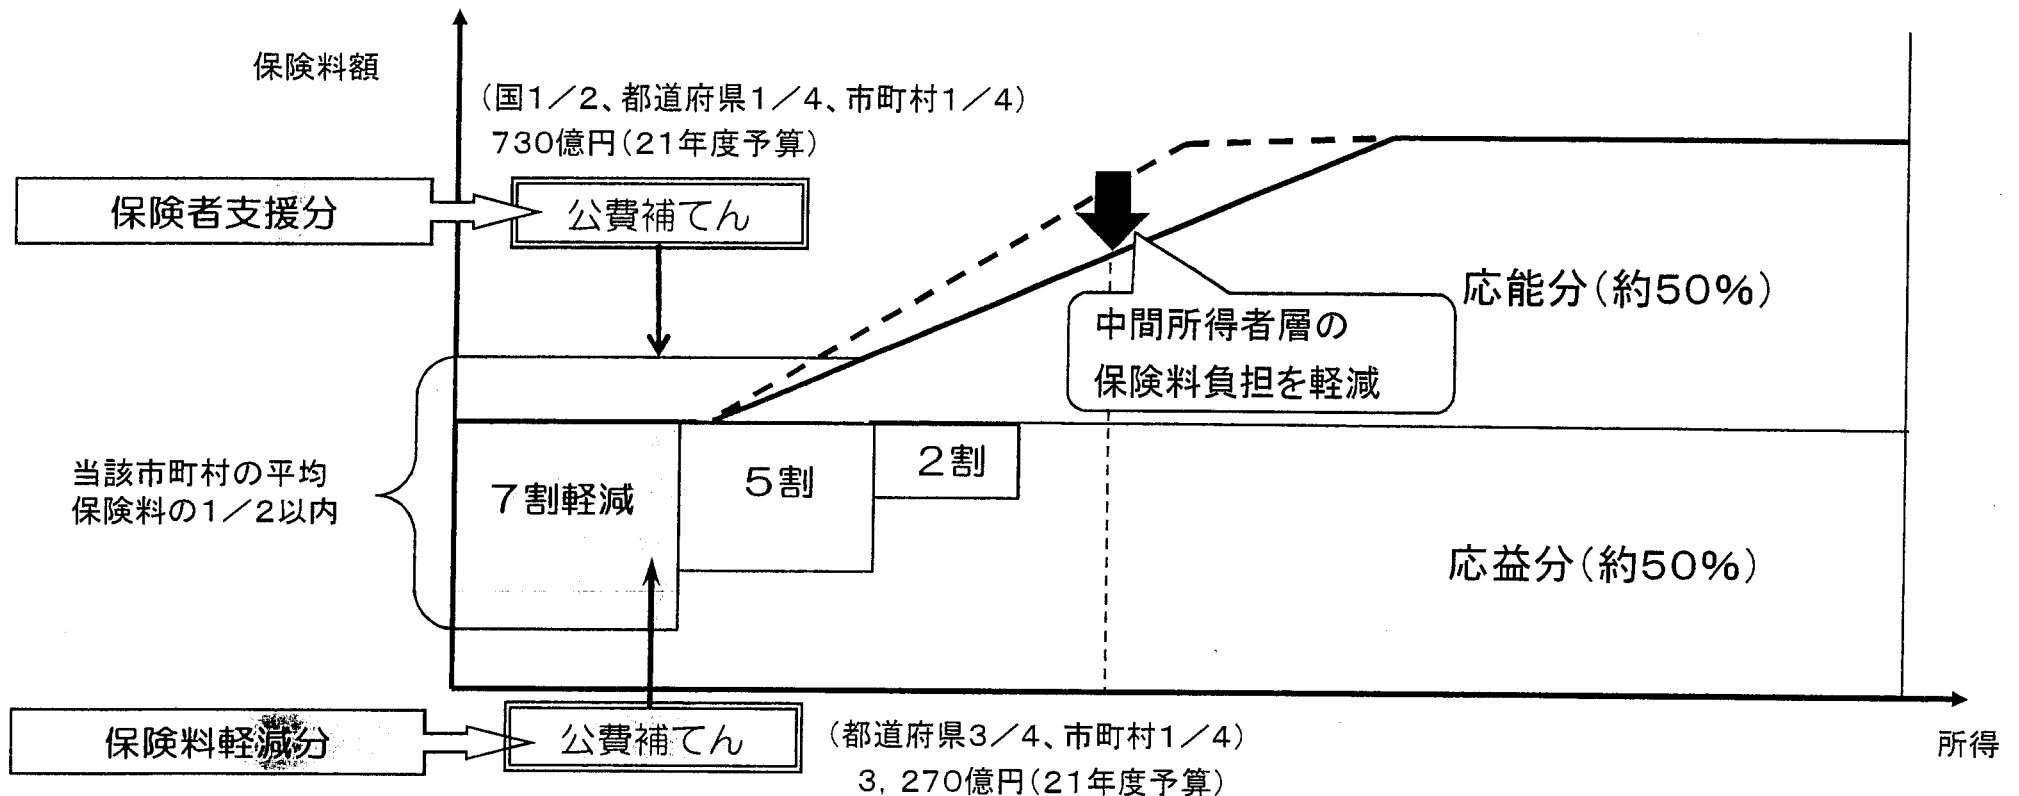 保険料額
(国1／2、都道府県1／4、市町村1／4)
730億円(21年度予算)
保険者支援分
公費補てん
応能分(約50%)
中間所得者層の
保険料負担を軽減
当該市町村の平均
保険料の1／2以内
7割軽減
5割
2割
応益分(約50%)
保険料軽減分
公費補てん
(都道府県3／4、市町村1／4)
3，270億円(21年度予算)
所得